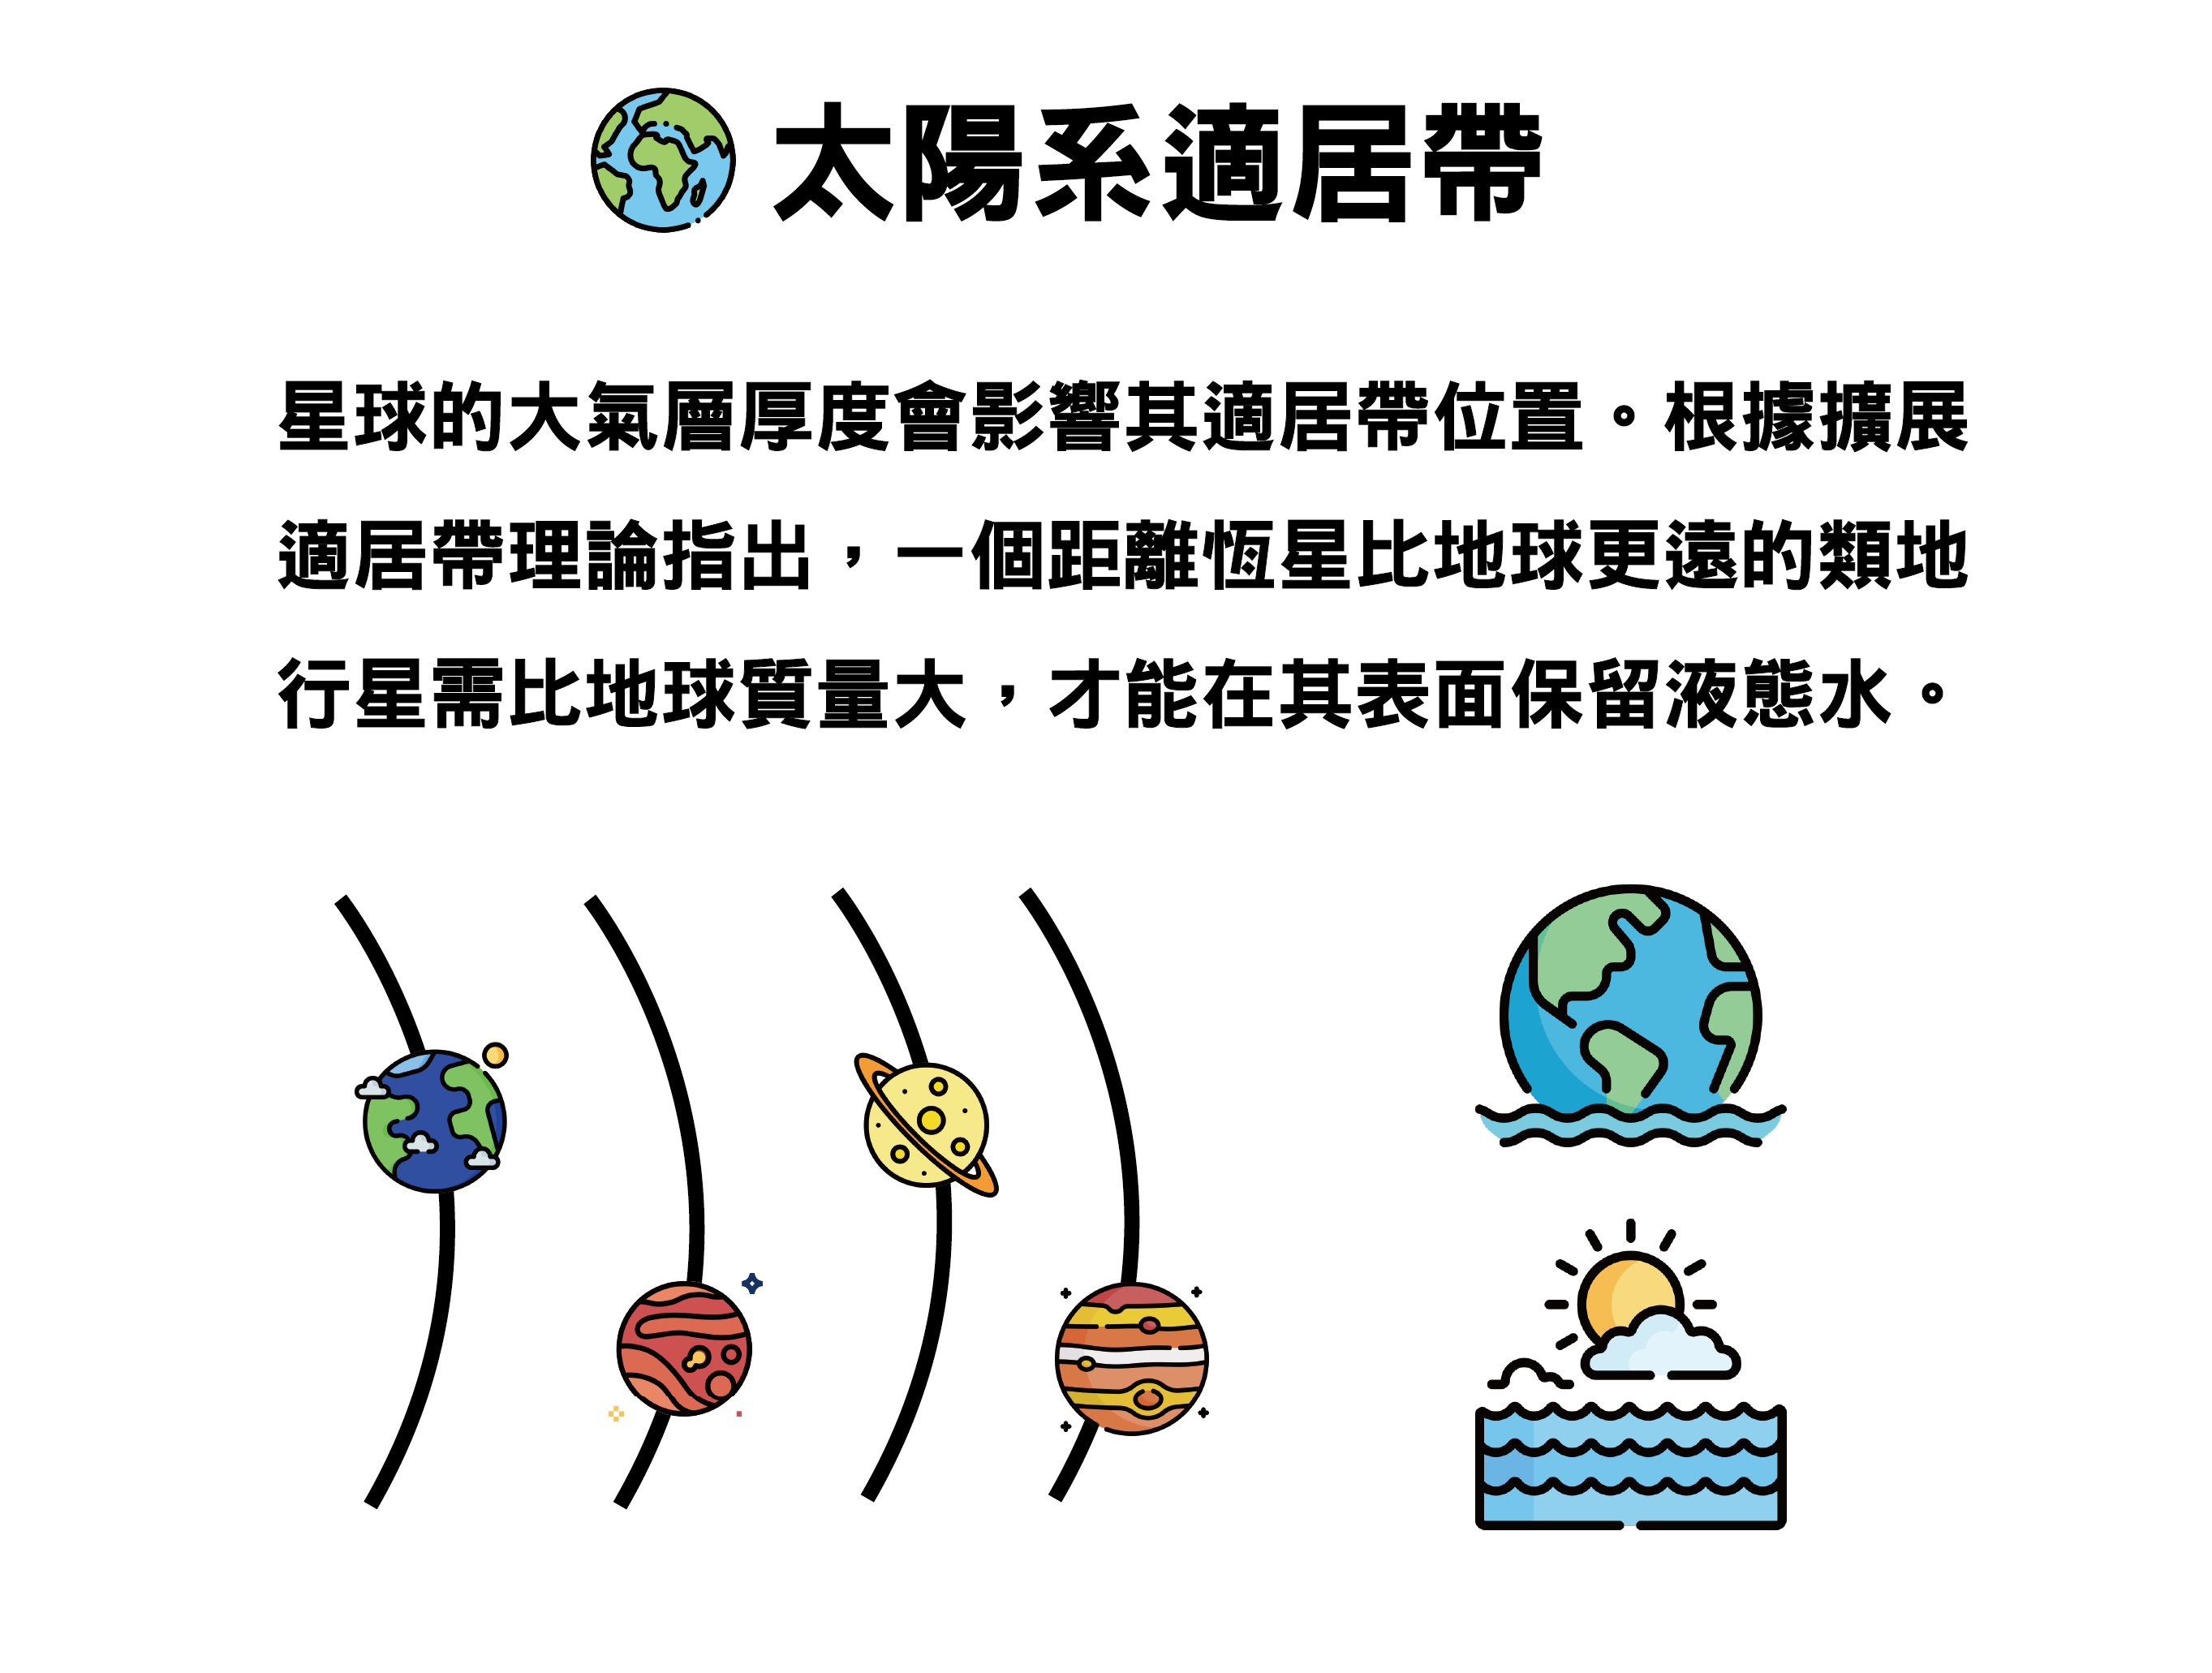 太陽系適居帶
星球的大氣層厚度會影響其適居帶位置。根據擴展
適居帶理論指出，一個距離恆星比地球更遠的類地
行星需比地球質量大，才能在其表面保留液態水。